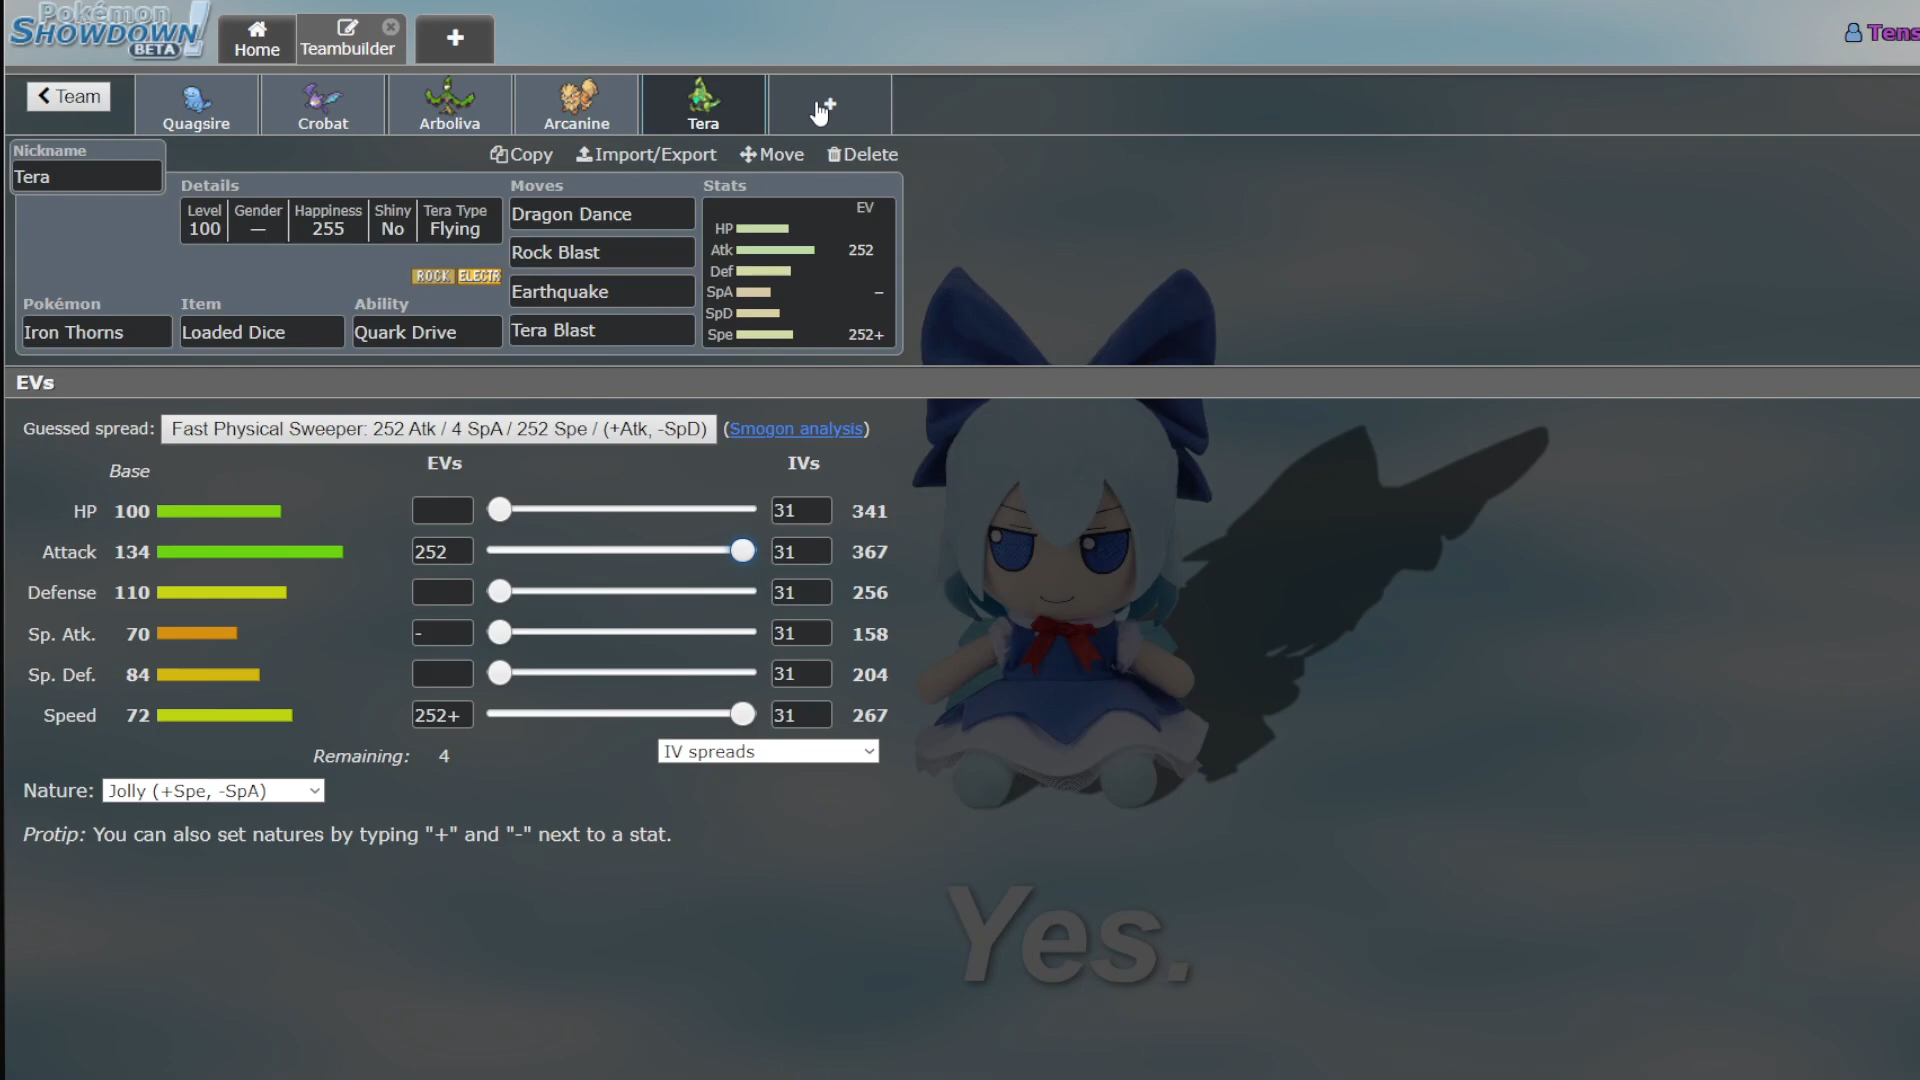 Pokémon
SHOWDOWN!
BETA
Home
Teambuilder
Tens
Team
Quagsire
Crobat
Arboliva
Arcanine
Tera
Nickname
Tera
Copy
Import/Export
Move
Delete
Details
Moves
Stats
Level Gender Happiness Shiny Tera Type
100 — 255 No Flying
ROCK ELECTR
Pokémon Item Ability
Iron Thorns Loaded Dice Quark Drive
Dragon Dance
Rock Blast
Earthquake
Tera Blast
EV
HP
Atk 252
Def
SpA –
SpD
Spe 252+
EVs
Guessed spread: Fast Physical Sweeper: 252 Atk / 4 SpA / 252 Spe / (+Atk, -SpD) (Smogon analysis)
Base EVs IVs
HP 100 31 341
Attack 134 252 31 367
Defense 110 31 256
Sp. Atk. 70 - 31 158
Sp. Def. 84 31 204
Speed 72 252+ 31 267
Remaining: 4 IV spreads
Nature: Jolly (+Spe, -SpA)
Protip: You can also set natures by typing "+" and "-" next to a stat.
Yes.